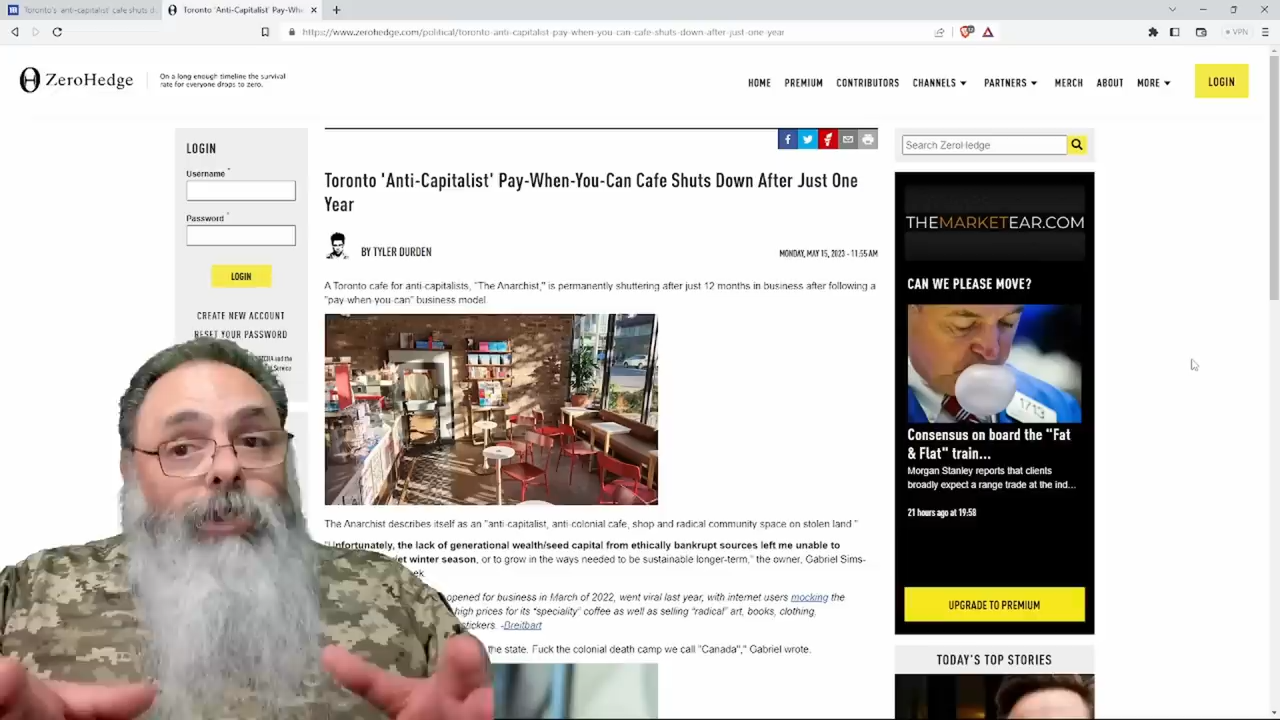 Toronto's 'anti-capitalist' cafe shuts d
Toronto 'Anti-Capitalist' Pay-Whe
https://www.zerohedge.com/political/toronto-anti-capitalist-pay-when-you-can-cafe-shuts-down-after-just-one-year
VPN
ZeroHedge
On a long enough timeline the survival
rate for everyone drops to zero.
HOME PREMIUM CONTRIBUTORS CHANNELS PARTNERS MERCH ABOUT MORE LOGIN
LOGIN
Username *
Password *
LOGIN
CREATE NEW ACCOUNT
RESET YOUR PASSWORD
and the
Service
Toronto 'Anti-Capitalist' Pay-When-You-Can Cafe Shuts Down After Just One
Year
BY TYLER DURDEN
MONDAY, MAY 15, 2023 - 11:55 AM
A Toronto cafe for anti-capitalists, "The Anarchist," is permanently shuttering after just 12 months in business after following a
"pay-when-you-can" business model.
The Anarchist describes itself as an "anti-capitalist, anti-colonial cafe, shop and radical community space on stolen land."
"Unfortunately, the lack of generational wealth/seed capital from ethically bankrupt sources left me unable to
winter season, or to grow in the ways needed to be sustainable longer-term," the owner, Gabriel Sims-
opened for business in March of 2022, went viral last year, with internet users mocking the
high prices for its "speciality" coffee as well as selling "radical" art, books, clothing,
stickers. -Breitbart
the state. Fuck the colonial death camp we call "Canada"," Gabriel wrote.
Search ZeroHedge
THEMARKETEAR.COM
CAN WE PLEASE MOVE?
1713
Consensus on board the "Fat
& Flat" train...
Morgan Stanley reports that clients
broadly expect a range trade at the ind...
21 hours ago at 19:58
UPGRADE TO PREMIUM
TODAY'S TOP STORIES